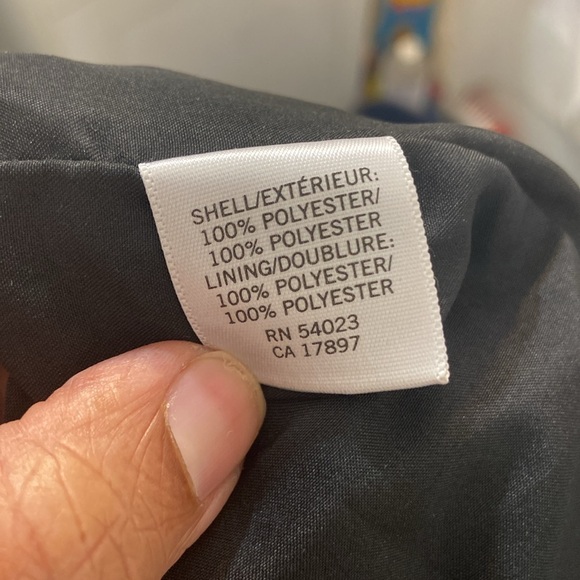 SHELL/EXTÉRIEUR:
100% POLYESTER/
100% POLYESTER
LINING/DOUBLURE:
100% POLYESTER/
100% POLYESTER
RN 54023
CA 17897